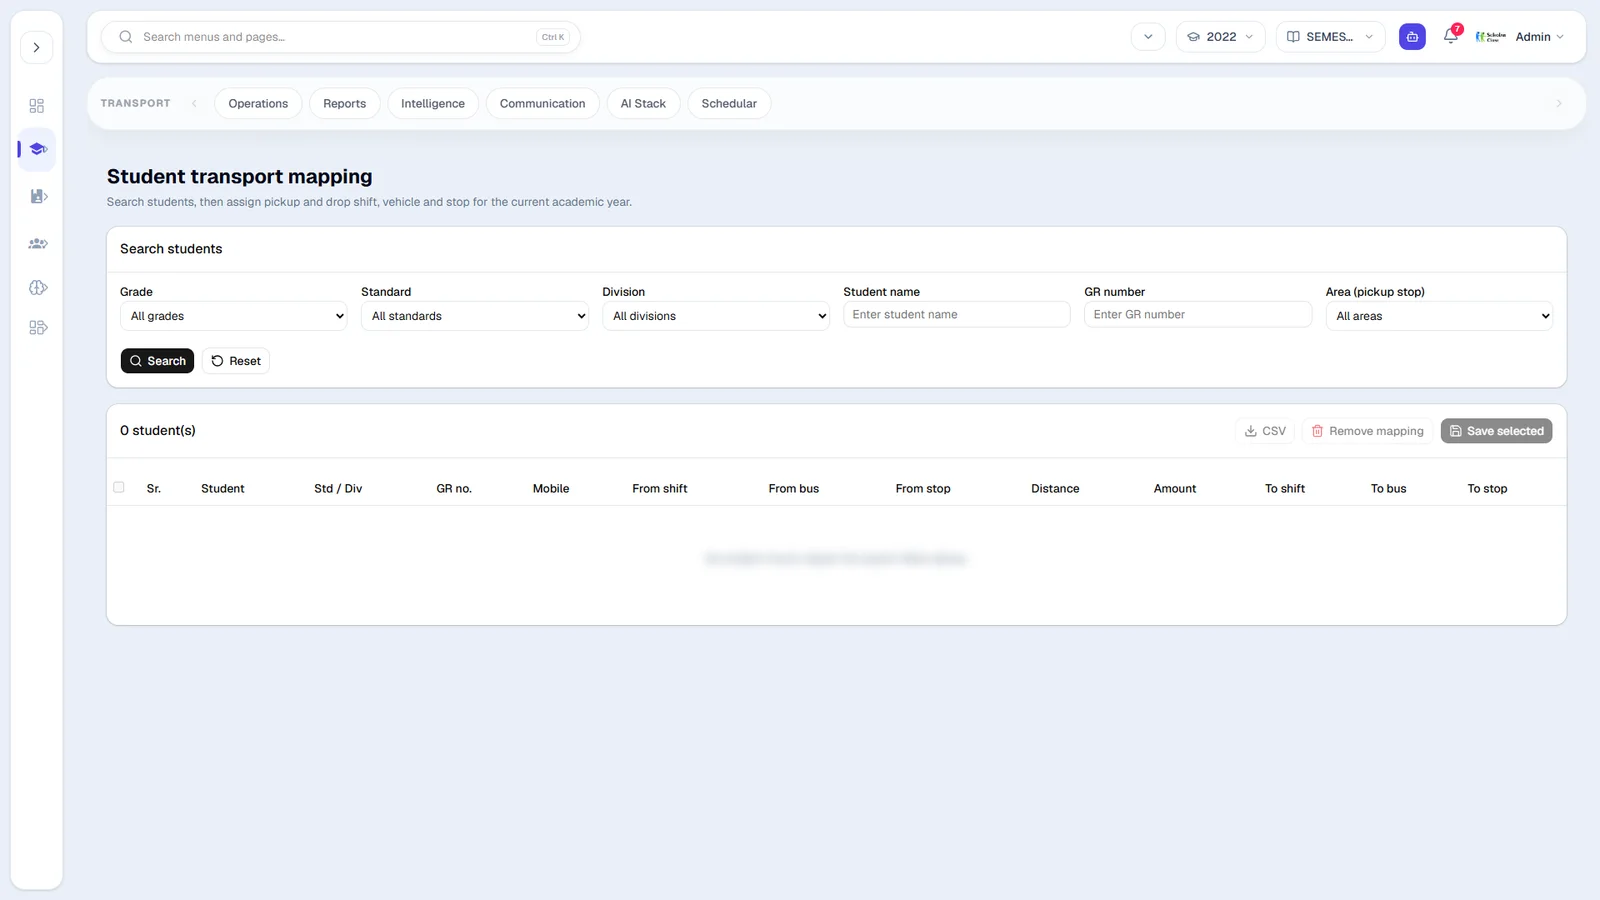 Search menus and pages...
Ctrl K
2022
SEMES...
7
Scholar Clone
Admin
TRANSPORT
Operations
Reports
Intelligence
Communication
AI Stack
Schedular
Student transport mapping
Search students, then assign pickup and drop shift, vehicle and stop for the current academic year.
Search students
Grade
Standard
Division
Student name
GR number
Area (pickup stop)
All grades
All standards
All divisions
Enter student name
Enter GR number
All areas
Search
Reset
0 student(s)
CSV
Remove mapping
Save selected
Sr.
Student
Std / Div
GR no.
Mobile
From shift
From bus
From stop
Distance
Amount
To shift
To bus
To stop